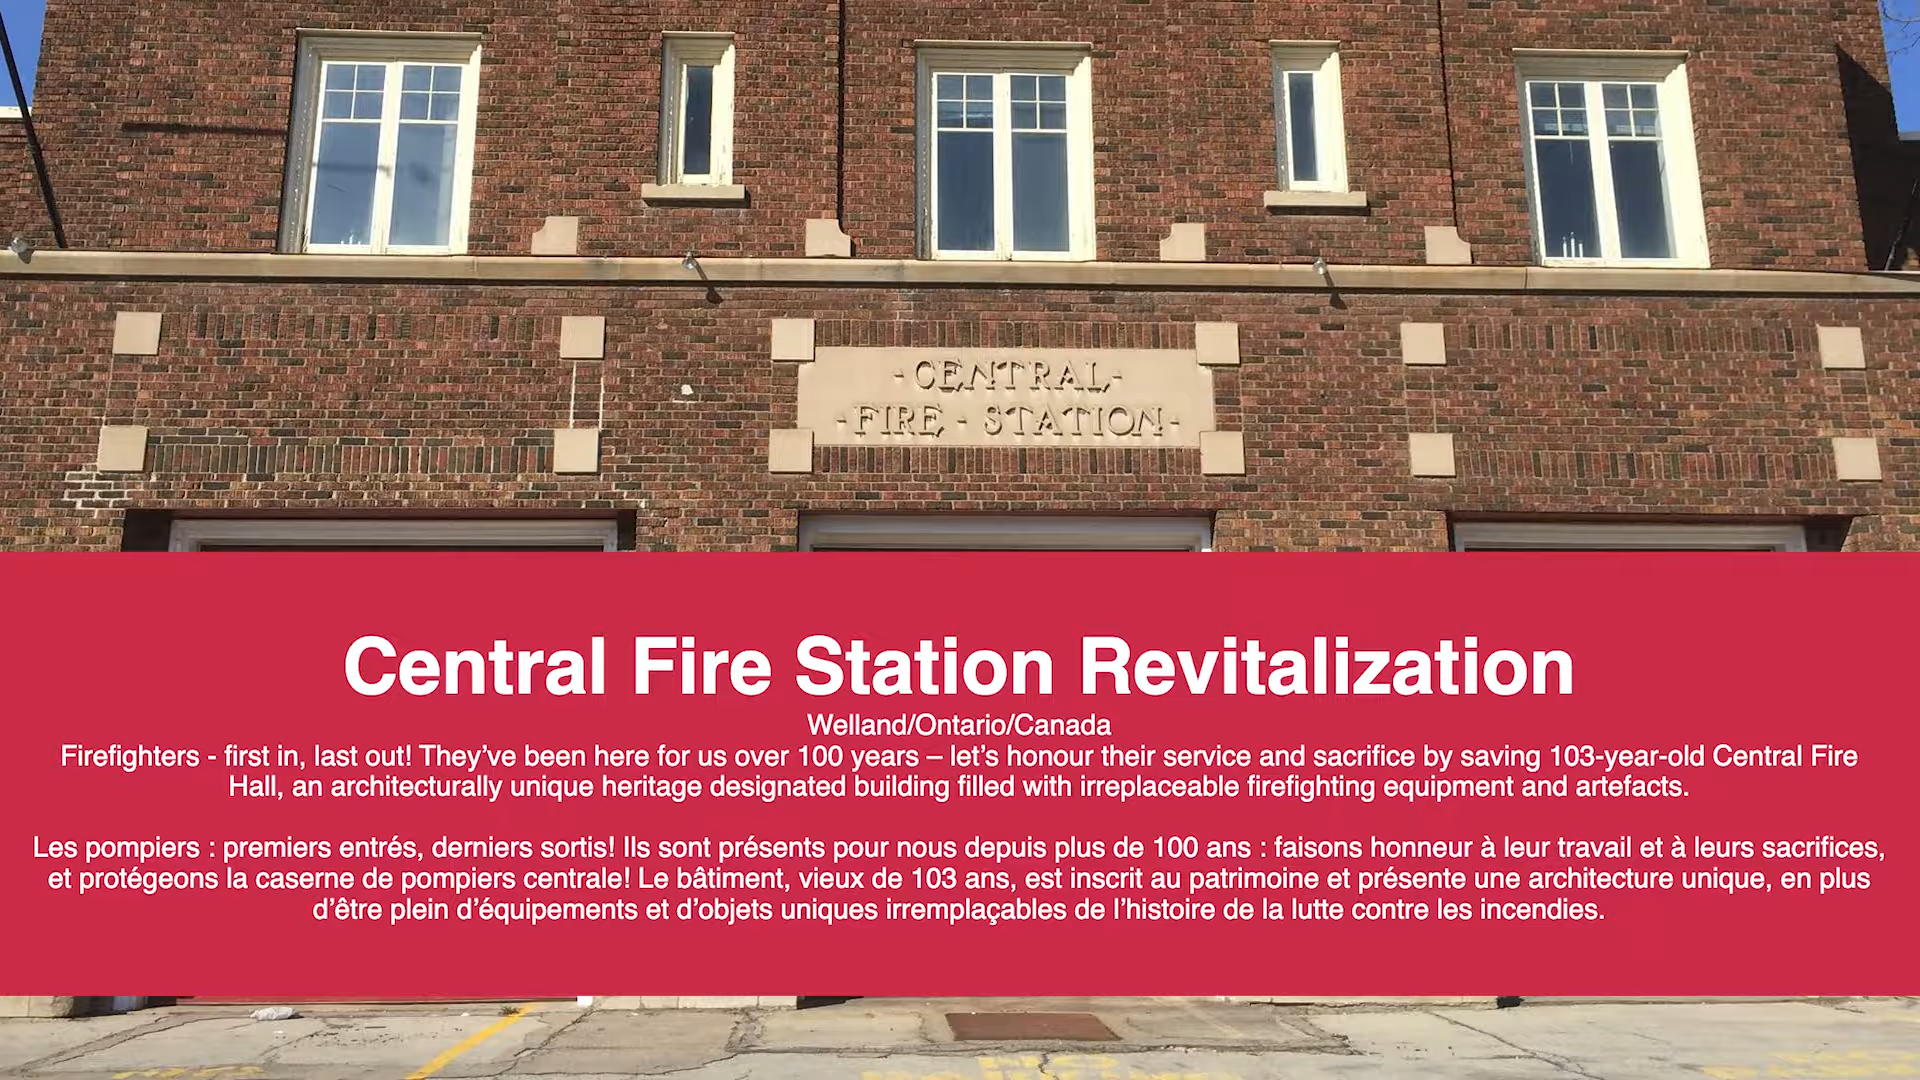 - CENTRAL -
- FIRE - STATION -
Central Fire Station Revitalization
Welland/Ontario/Canada
Firefighters - first in, last out! They’ve been here for us over 100 years – let’s honour their service and sacrifice by saving 103-year-old Central Fire
Hall, an architecturally unique heritage designated building filled with irreplaceable firefighting equipment and artefacts.
Les pompiers : premiers entrés, derniers sortis! Ils sont présents pour nous depuis plus de 100 ans : faisons honneur à leur travail et à leurs sacrifices,
et protégeons la caserne de pompiers centrale! Le bâtiment, vieux de 103 ans, est inscrit au patrimoine et présente une architecture unique, en plus
d’être plein d’équipements et d’objets uniques irremplaçables de l’histoire de la lutte contre les incendies.